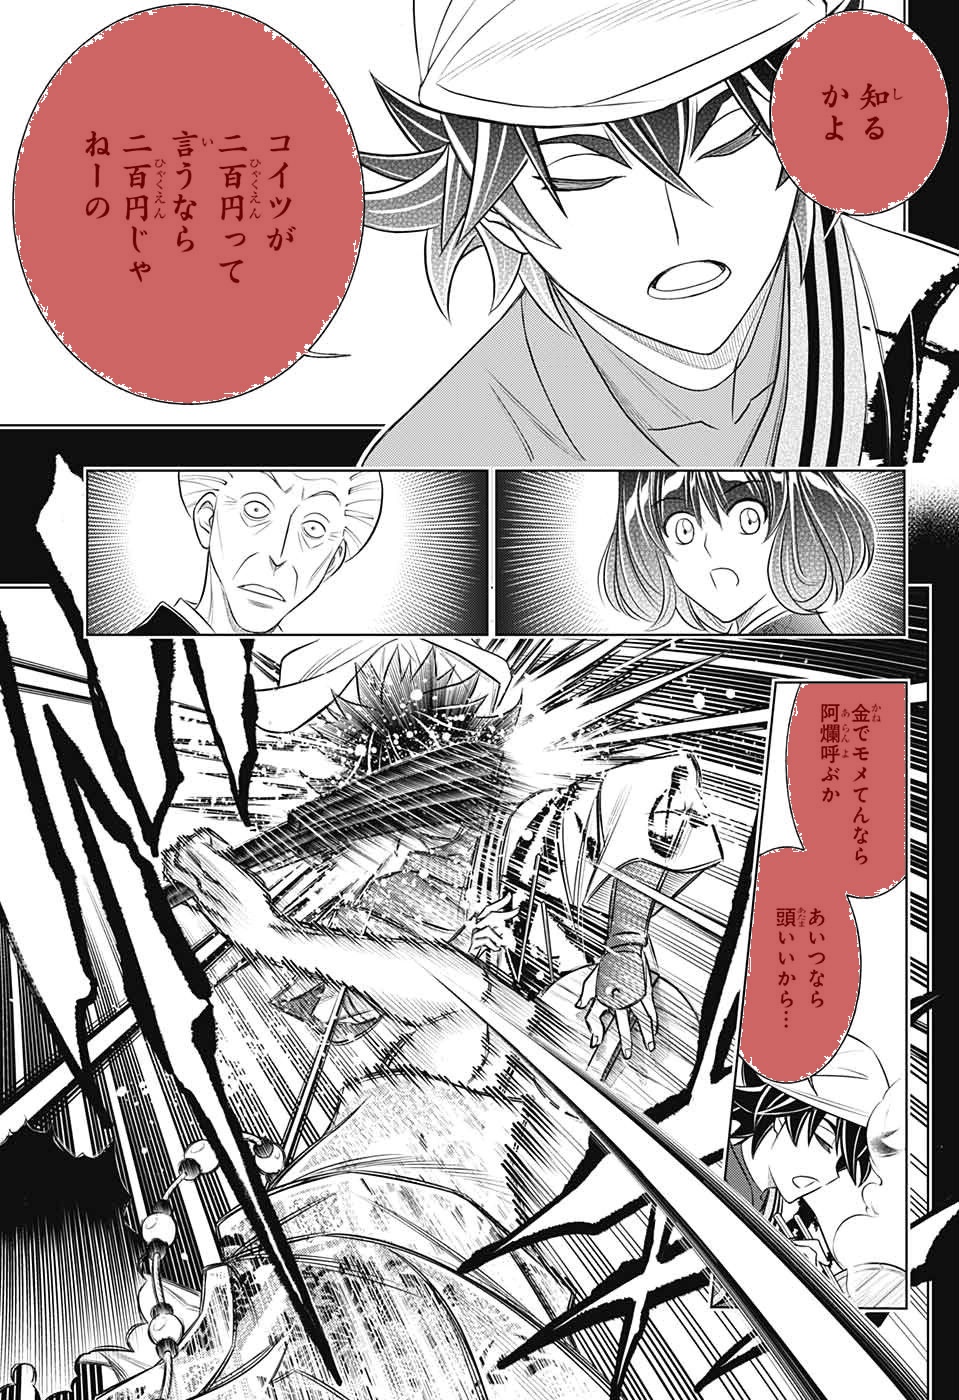 知る
かよ
コイツが
二百円って
言うなら
二百円じゃ
ねーの
金でモメてんなら
阿爛呼ぶか
あいつなら
頭いいから…